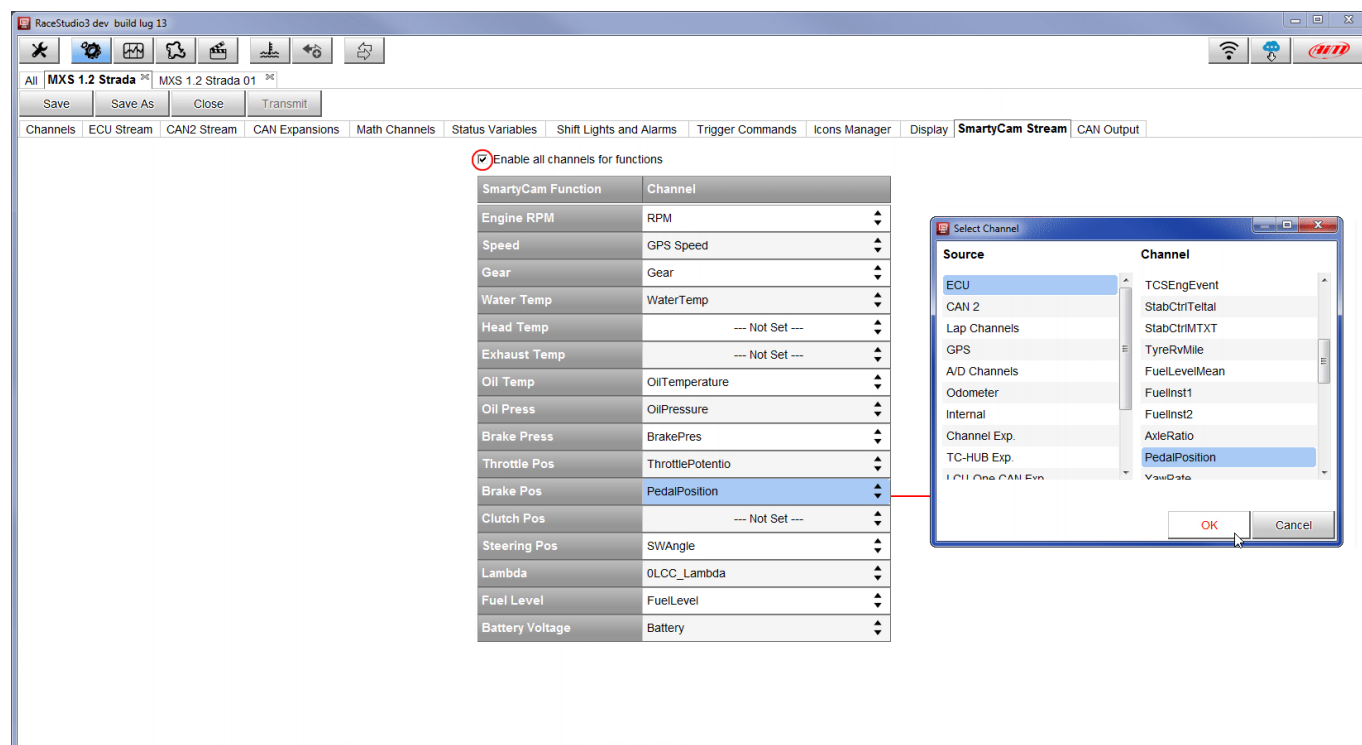 RaceStudio3 dev build lug 13
AiM
All MXS 1.2 Strada MXS 1.2 Strada 01
Save Save As Close Transmit
Channels ECU Stream CAN2 Stream CAN Expansions Math Channels Status Variables Shift Lights and Alarms Trigger Commands Icons Manager Display SmartyCam Stream CAN Output
Enable all channels for functions
SmartyCam Function Channel
Engine RPM RPM
Speed GPS Speed
Gear Gear
Water Temp WaterTemp
Head Temp --- Not Set ---
Exhaust Temp --- Not Set ---
Oil Temp OilTemperature
Oil Press OilPressure
Brake Press BrakePres
Throttle Pos ThrottlePotentio
Brake Pos PedalPosition
Clutch Pos --- Not Set ---
Steering Pos SWAngle
Lambda 0LCC_Lambda
Fuel Level FuelLevel
Battery Voltage Battery
Select Channel
Source Channel
ECU TCSEngEvent
CAN 2 StabCtrlTeltal
Lap Channels StabCtrlMTXT
GPS TyreRvMile
A/D Channels FuelLevelMean
Odometer FuelInst1
Internal FuelInst2
Channel Exp. AxleRatio
TC-HUB Exp. PedalPosition
LCU One CAN Exp YawRate
OK Cancel